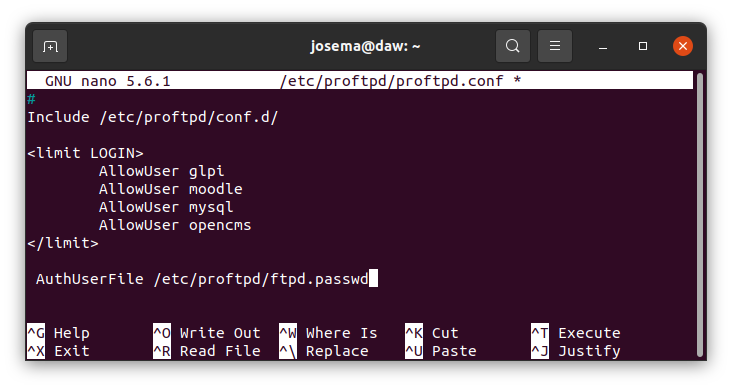 josema@daw: ~
GNU nano 5.6.1 /etc/proftpd/proftpd.conf *
#
Include /etc/proftpd/conf.d/
<limit LOGIN>
AllowUser glpi
AllowUser moodle
AllowUser mysql
AllowUser opencms
</limit>
AuthUserFile /etc/proftpd/ftpd.passwd
^G Help ^O Write Out ^W Where Is ^K Cut ^T Execute
^X Exit ^R Read File ^\ Replace ^U Paste ^J Justify